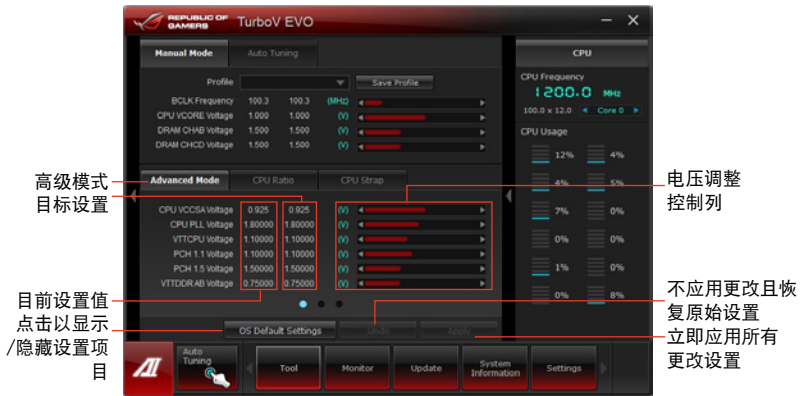 REPUBLIC OF
GAMERS
TurboV EVO
Manual Mode
Auto Tuning
Profile
Save Profile
BCLK Frequency 100.3 100.3 (MHz)
CPU VCORE Voltage 1.000 1.000 (V)
DRAM CHAB Voltage 1.500 1.500 (V)
DRAM CHCD Voltage 1.500 1.500 (V)
CPU
CPU Frequency
1200.0 MHz
100.0 x 12.0 Core 0
CPU Usage
12% 4%
4% 5%
7% 0%
0% 0%
1% 0%
0% 8%
高级模式
目标设置
Advanced Mode
CPU Ratio
CPU Strap
CPU VCCSA Voltage 0.925 0.925 (V)
CPU PLL Voltage 1.80000 1.80000 (V)
VTTCPU Voltage 1.10000 1.10000 (V)
PCH 1.1 Voltage 1.10000 1.10000 (V)
PCH 1.5 Voltage 1.50000 1.50000 (V)
VTTDDR AB Voltage 0.75000 0.75000 (V)
电压调整
控制列
目前设置值
点击以显示
/隐藏设置项
目
OS Default Settings
Undo
Apply
不应用更改且恢
复原始设置
立即应用所有
更改设置
AI
Auto
Tuning
Tool
Monitor
Update
System
Information
Settings